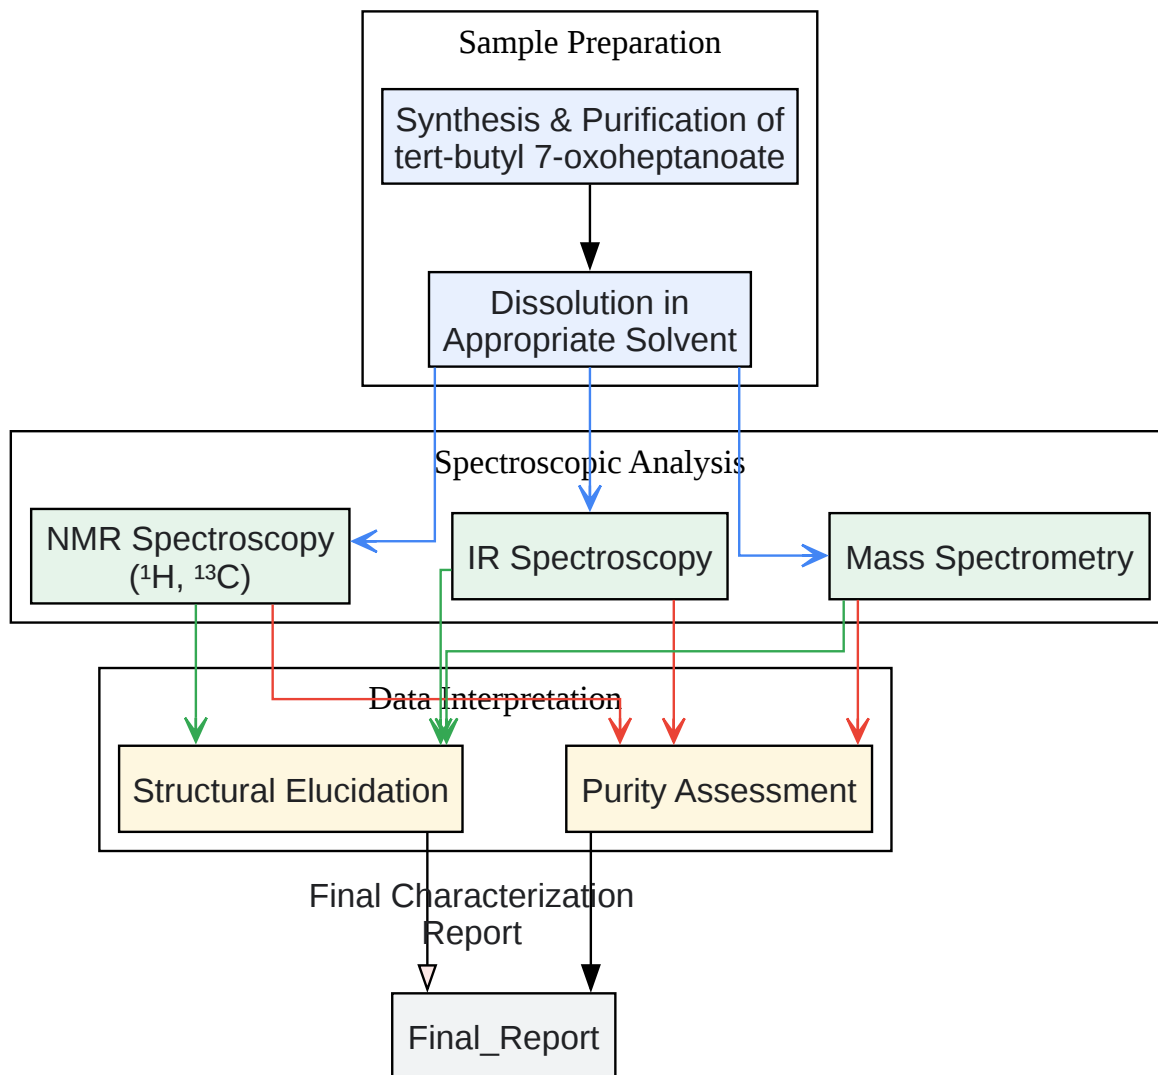 Sample Preparation
Synthesis & Purification of
tert-butyl 7-oxoheptanoate
Dissolution in
Appropriate Solvent
Spectroscopic Analysis
NMR Spectroscopy
(¹H, ¹³C)
IR Spectroscopy
Mass Spectrometry
Data Interpretation
Structural Elucidation
Purity Assessment
Final Characterization
Report
Final_Report